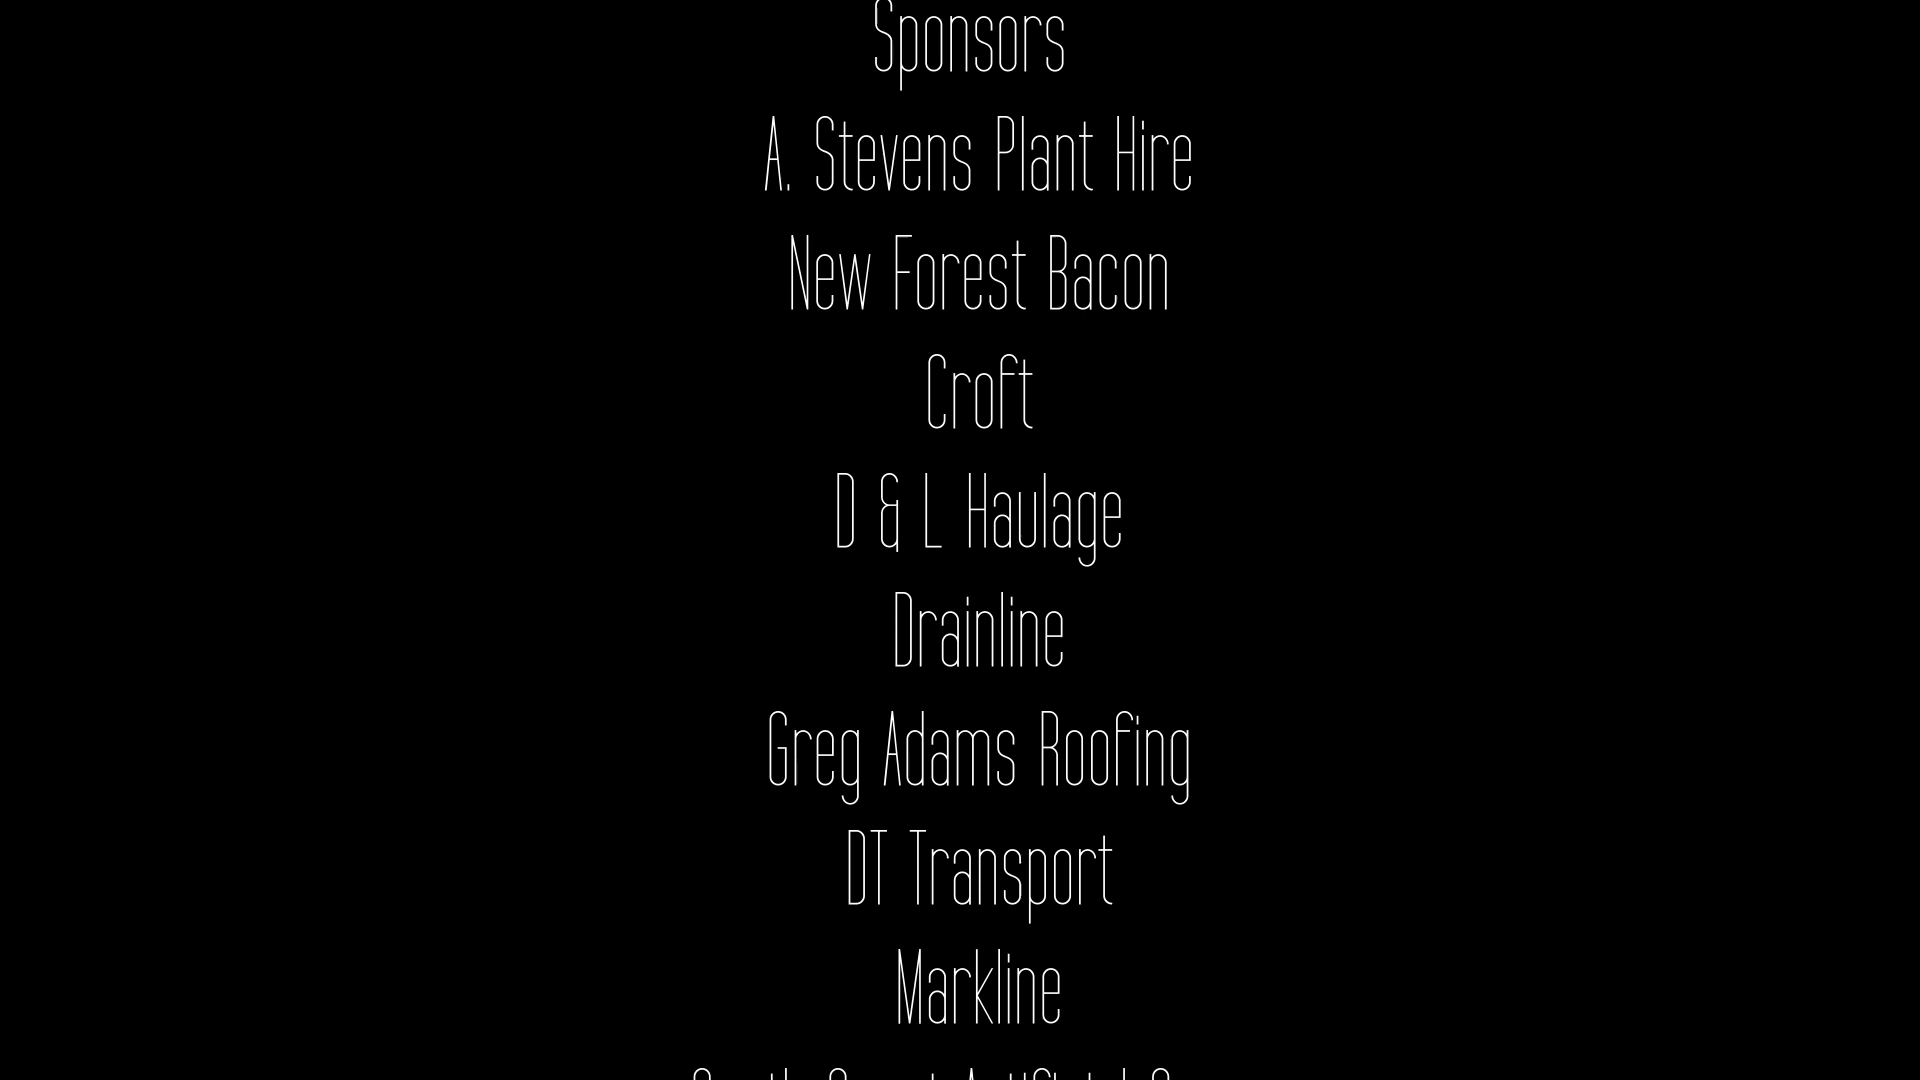 Sponsors
A. Stevens Plant Hire
New Forest Bacon
Croft
D & L Haulage
Drainline
Greg Adams Roofing
DT Transport
Markline